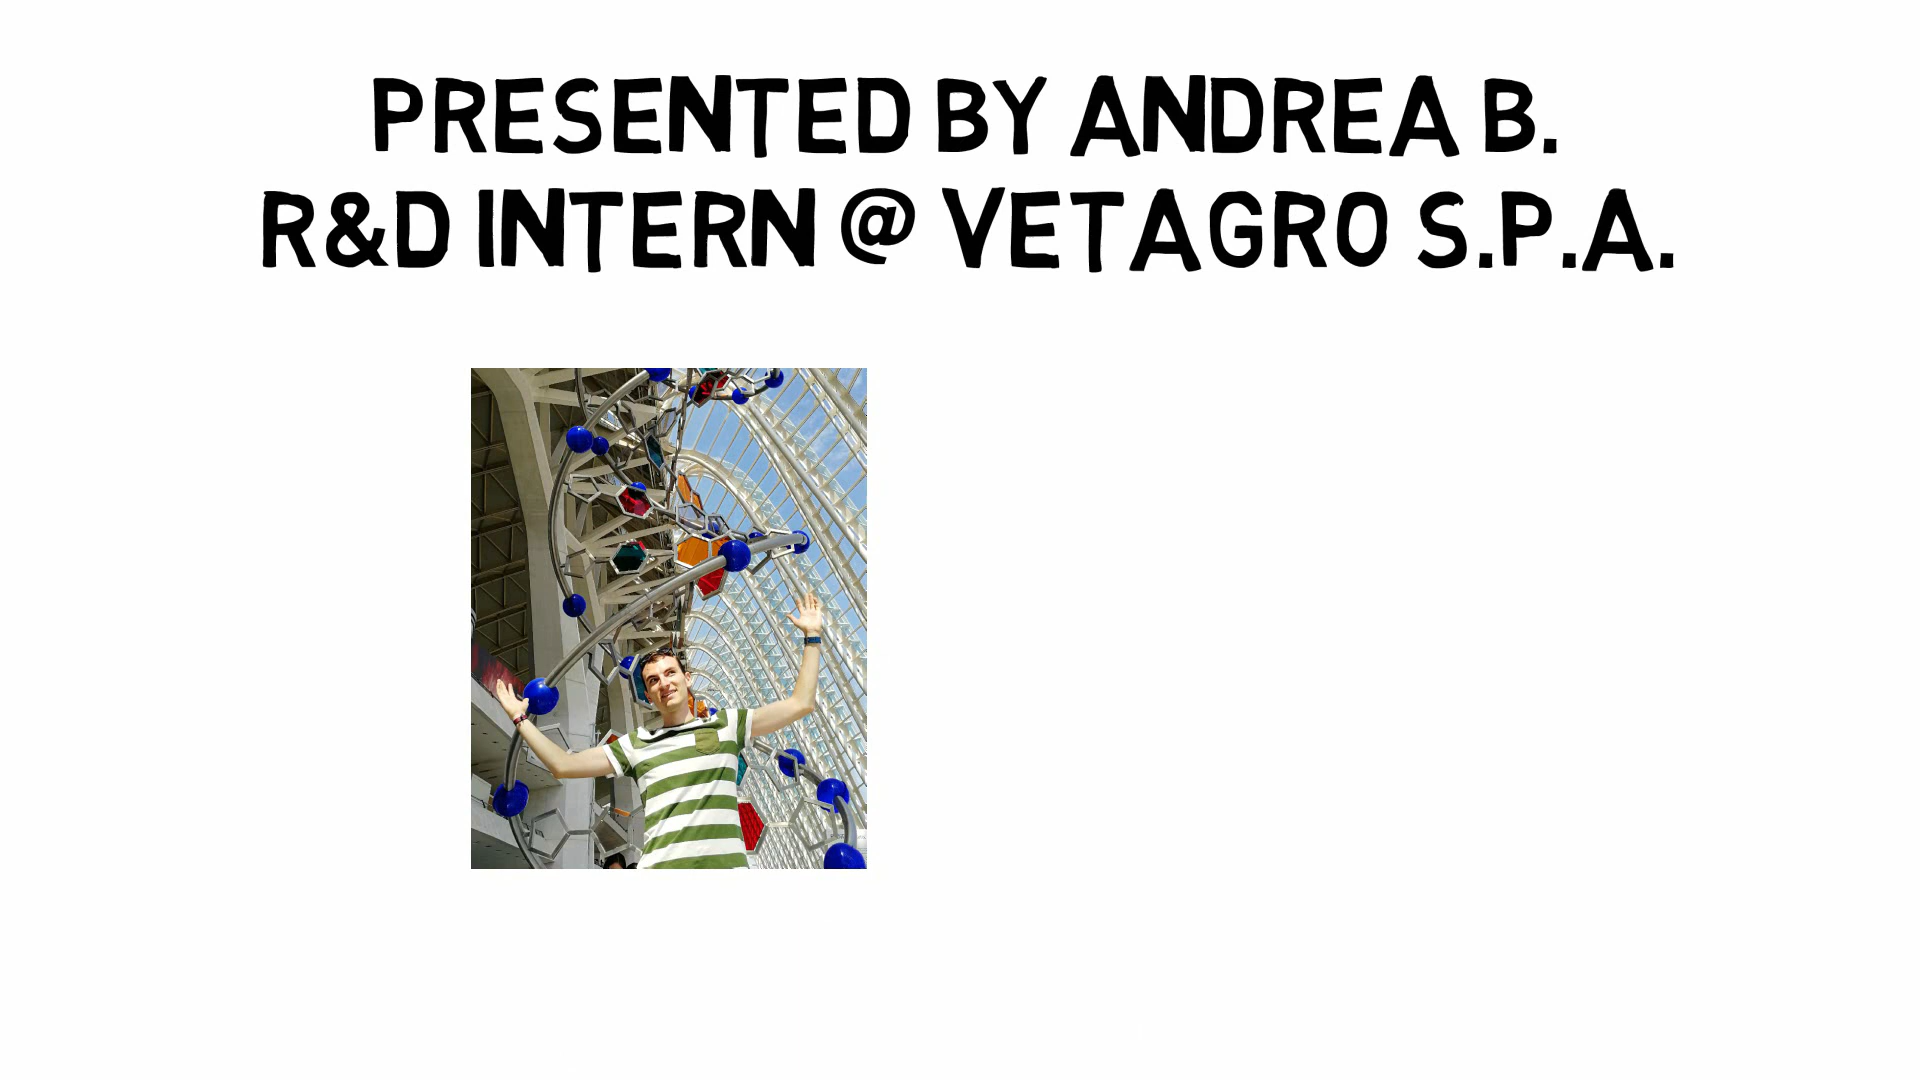 PRESENTED BY ANDREA B.
R&D INTERN @ VETAGRO S.P.A.